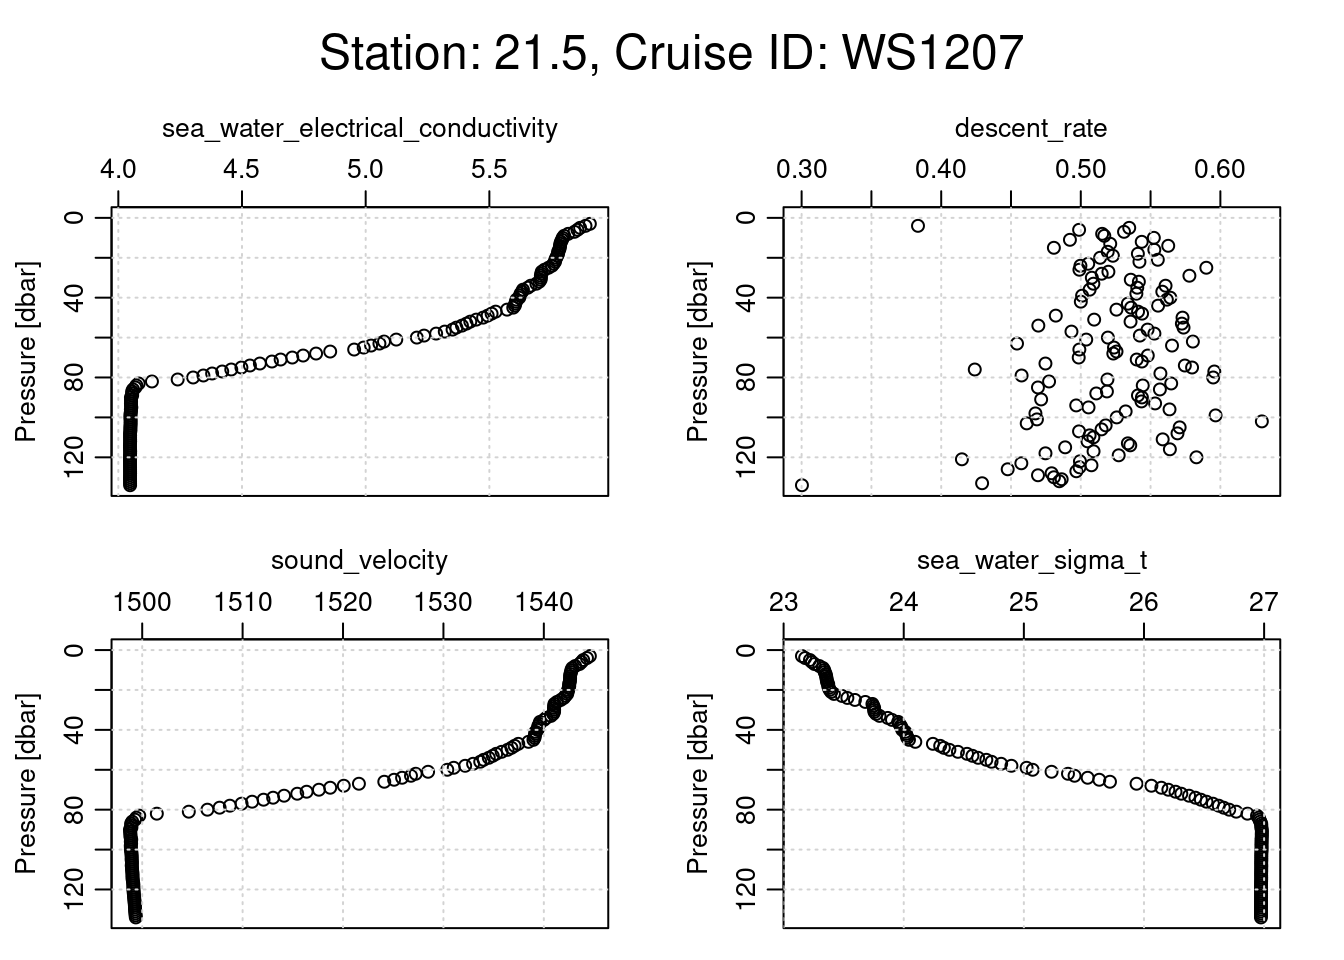 Station: 21.5, Cruise ID: WS1207
sea_water_electrical_conductivity
4.0 4.5 5.0 5.5
Pressure [dbar]
0 40 80 120
descent_rate
0.30 0.40 0.50 0.60
Pressure [dbar]
0 40 80 120
sound_velocity
1500 1510 1520 1530 1540
Pressure [dbar]
0 40 80 120
sea_water_sigma_t
23 24 25 26 27
Pressure [dbar]
0 40 80 120